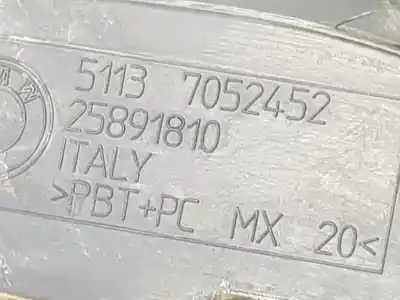 5113 7052452
25891810
ITALY
>PBT+PC MX 20<